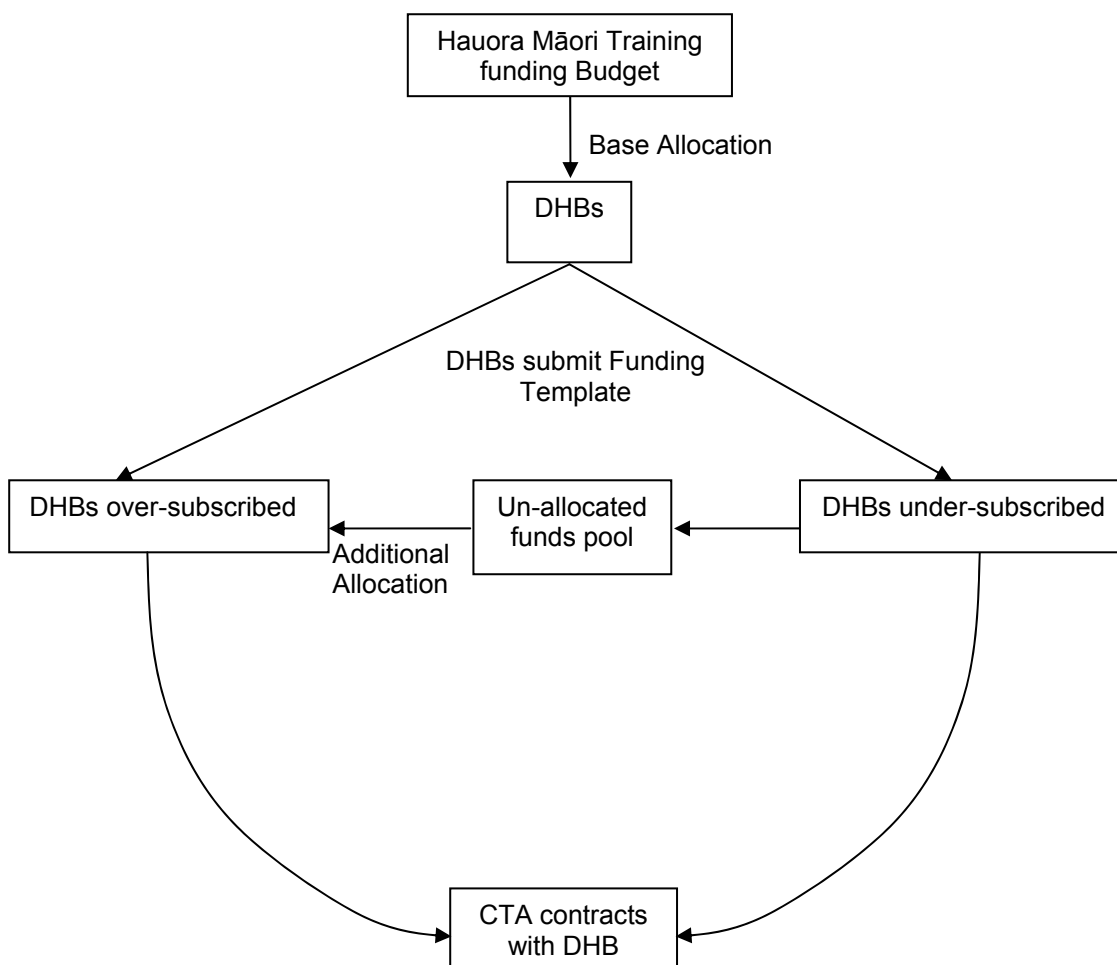 Hauora Māori Training
funding Budget
Base Allocation
DHBs
DHBs submit Funding
Template
DHBs over-subscribed
Un-allocated
funds pool
DHBs under-subscribed
Additional
Allocation
CTA contracts
with DHB